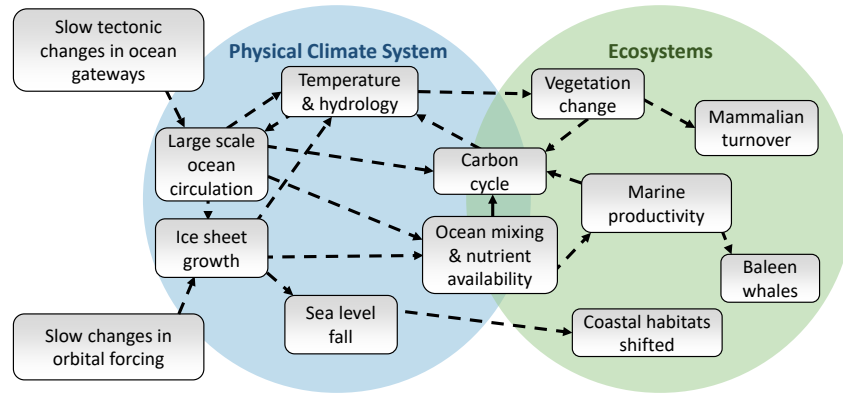 Slow tectonic
changes in ocean
gateways
Physical Climate System
Ecosystems
Temperature
& hydrology
Vegetation
change
Mammalian
turnover
Large scale
ocean
circulation
Carbon
cycle
Marine
productivity
Ice sheet
growth
Ocean mixing
& nutrient
availability
Baleen
whales
Sea level
fall
Coastal habitats
shifted
Slow changes in
orbital forcing